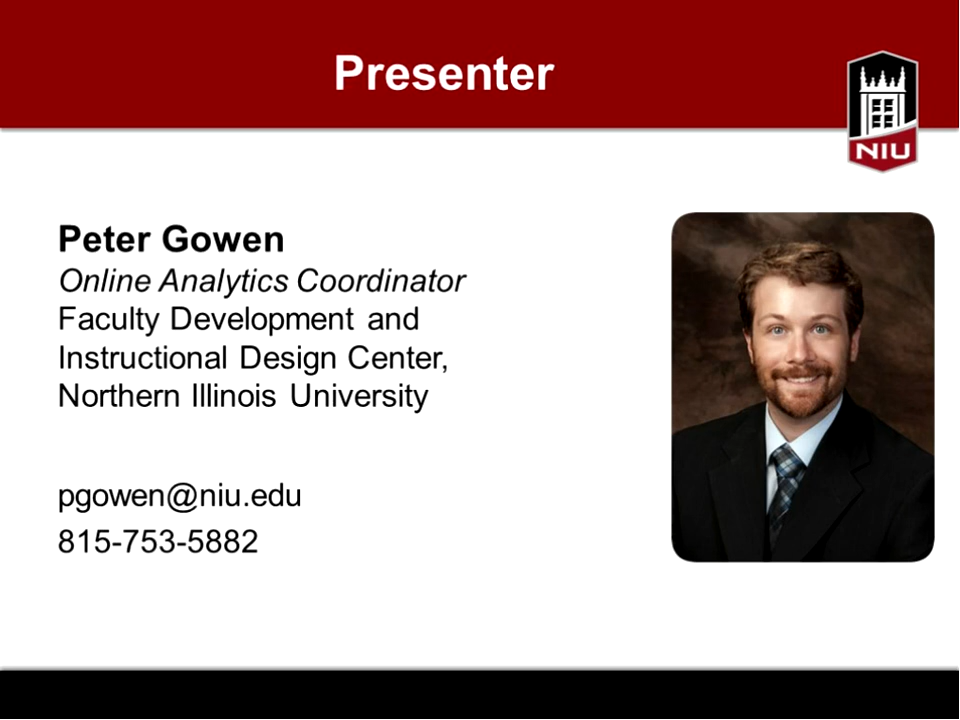 Presenter
NIU
Peter Gowen
Online Analytics Coordinator
Faculty Development and
Instructional Design Center,
Northern Illinois University
pgowen@niu.edu
815-753-5882